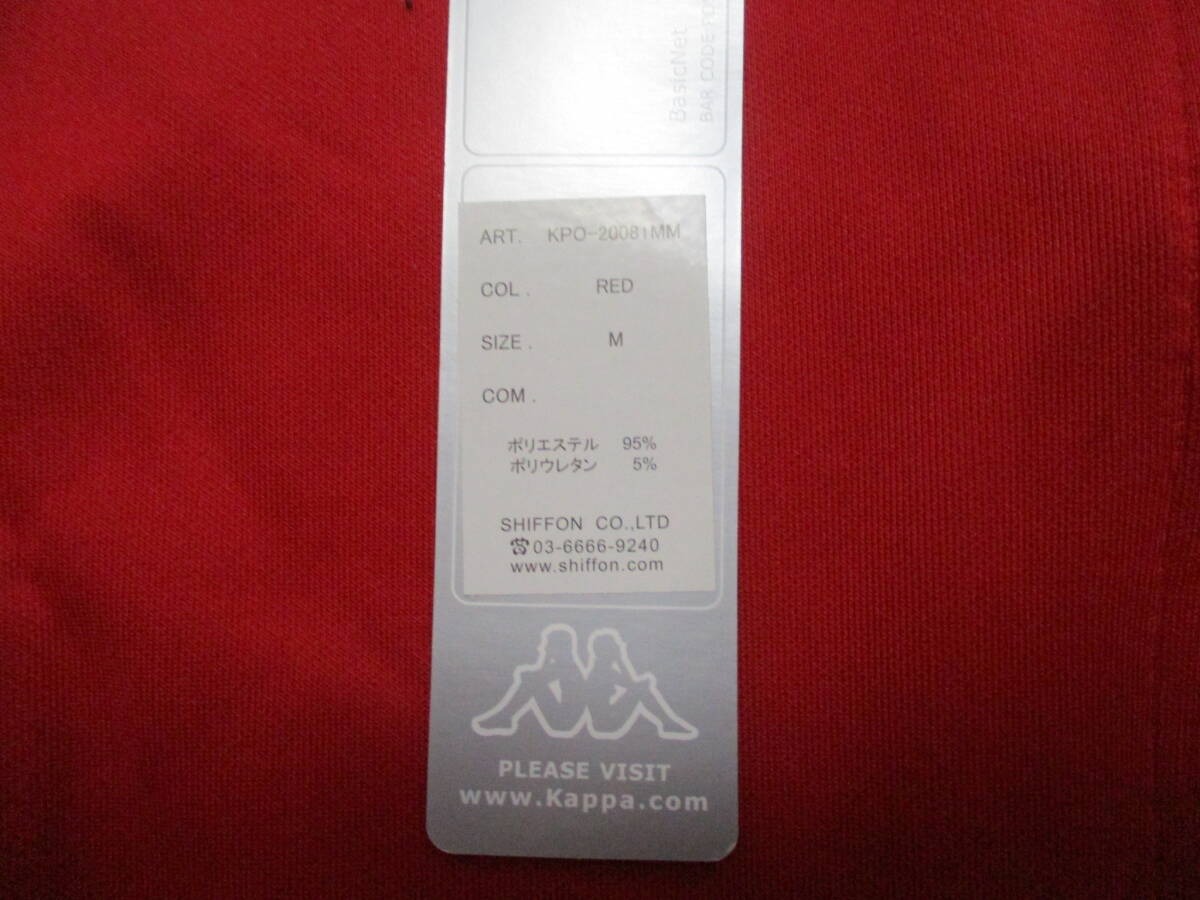 BasicNet
BAR CODE
ART. KPO-20081MM
COL. RED
SIZE. M
COM.
ポリエステル 95%
ポリウレタン 5%
SHIFFON CO.,LTD
☎03-6666-9240
www.shiffon.com
PLEASE VISIT
www.Kappa.com